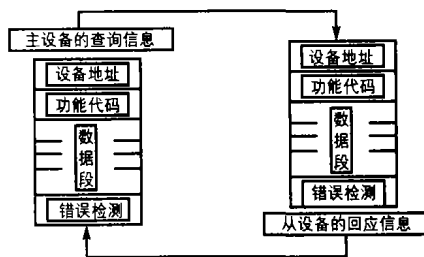 主设备的查询信息
设备地址
功能代码
数据段
错误检测
设备地址
功能代码
数据段
错误检测
从设备的回应信息